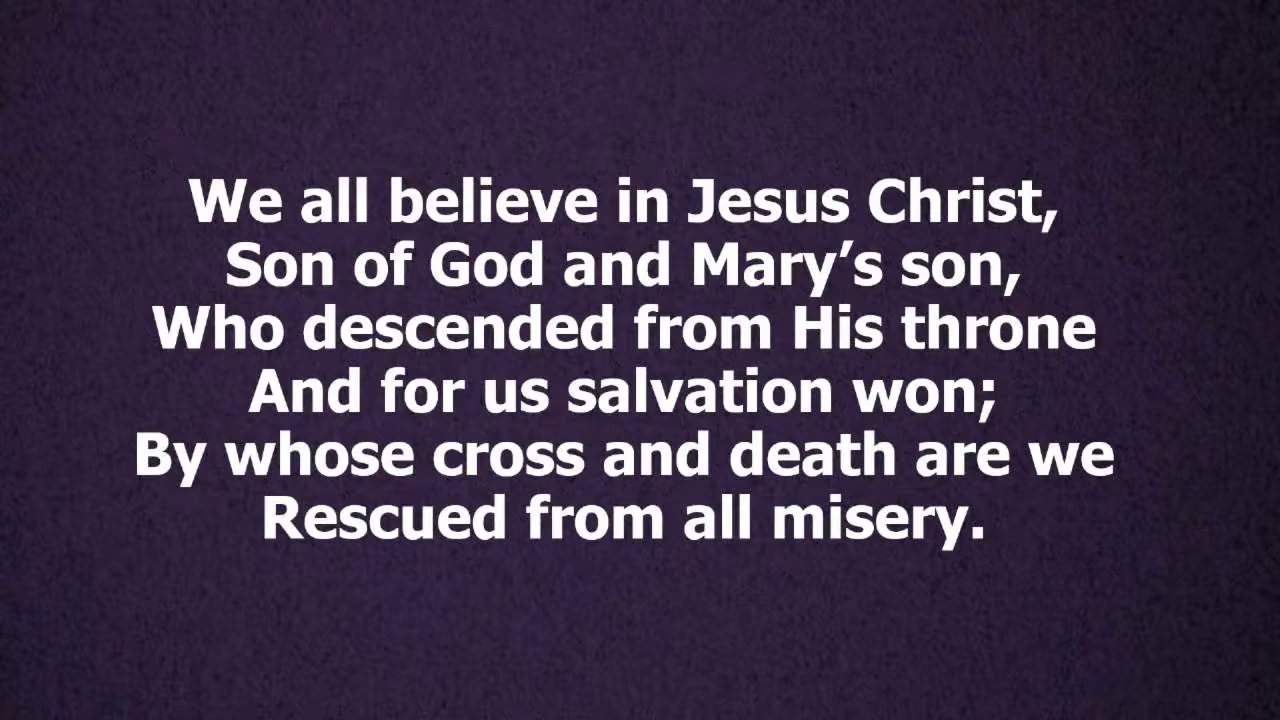 We all believe in Jesus Christ,
Son of God and Mary’s son,
Who descended from His throne
And for us salvation won;
By whose cross and death are we
Rescued from all misery.